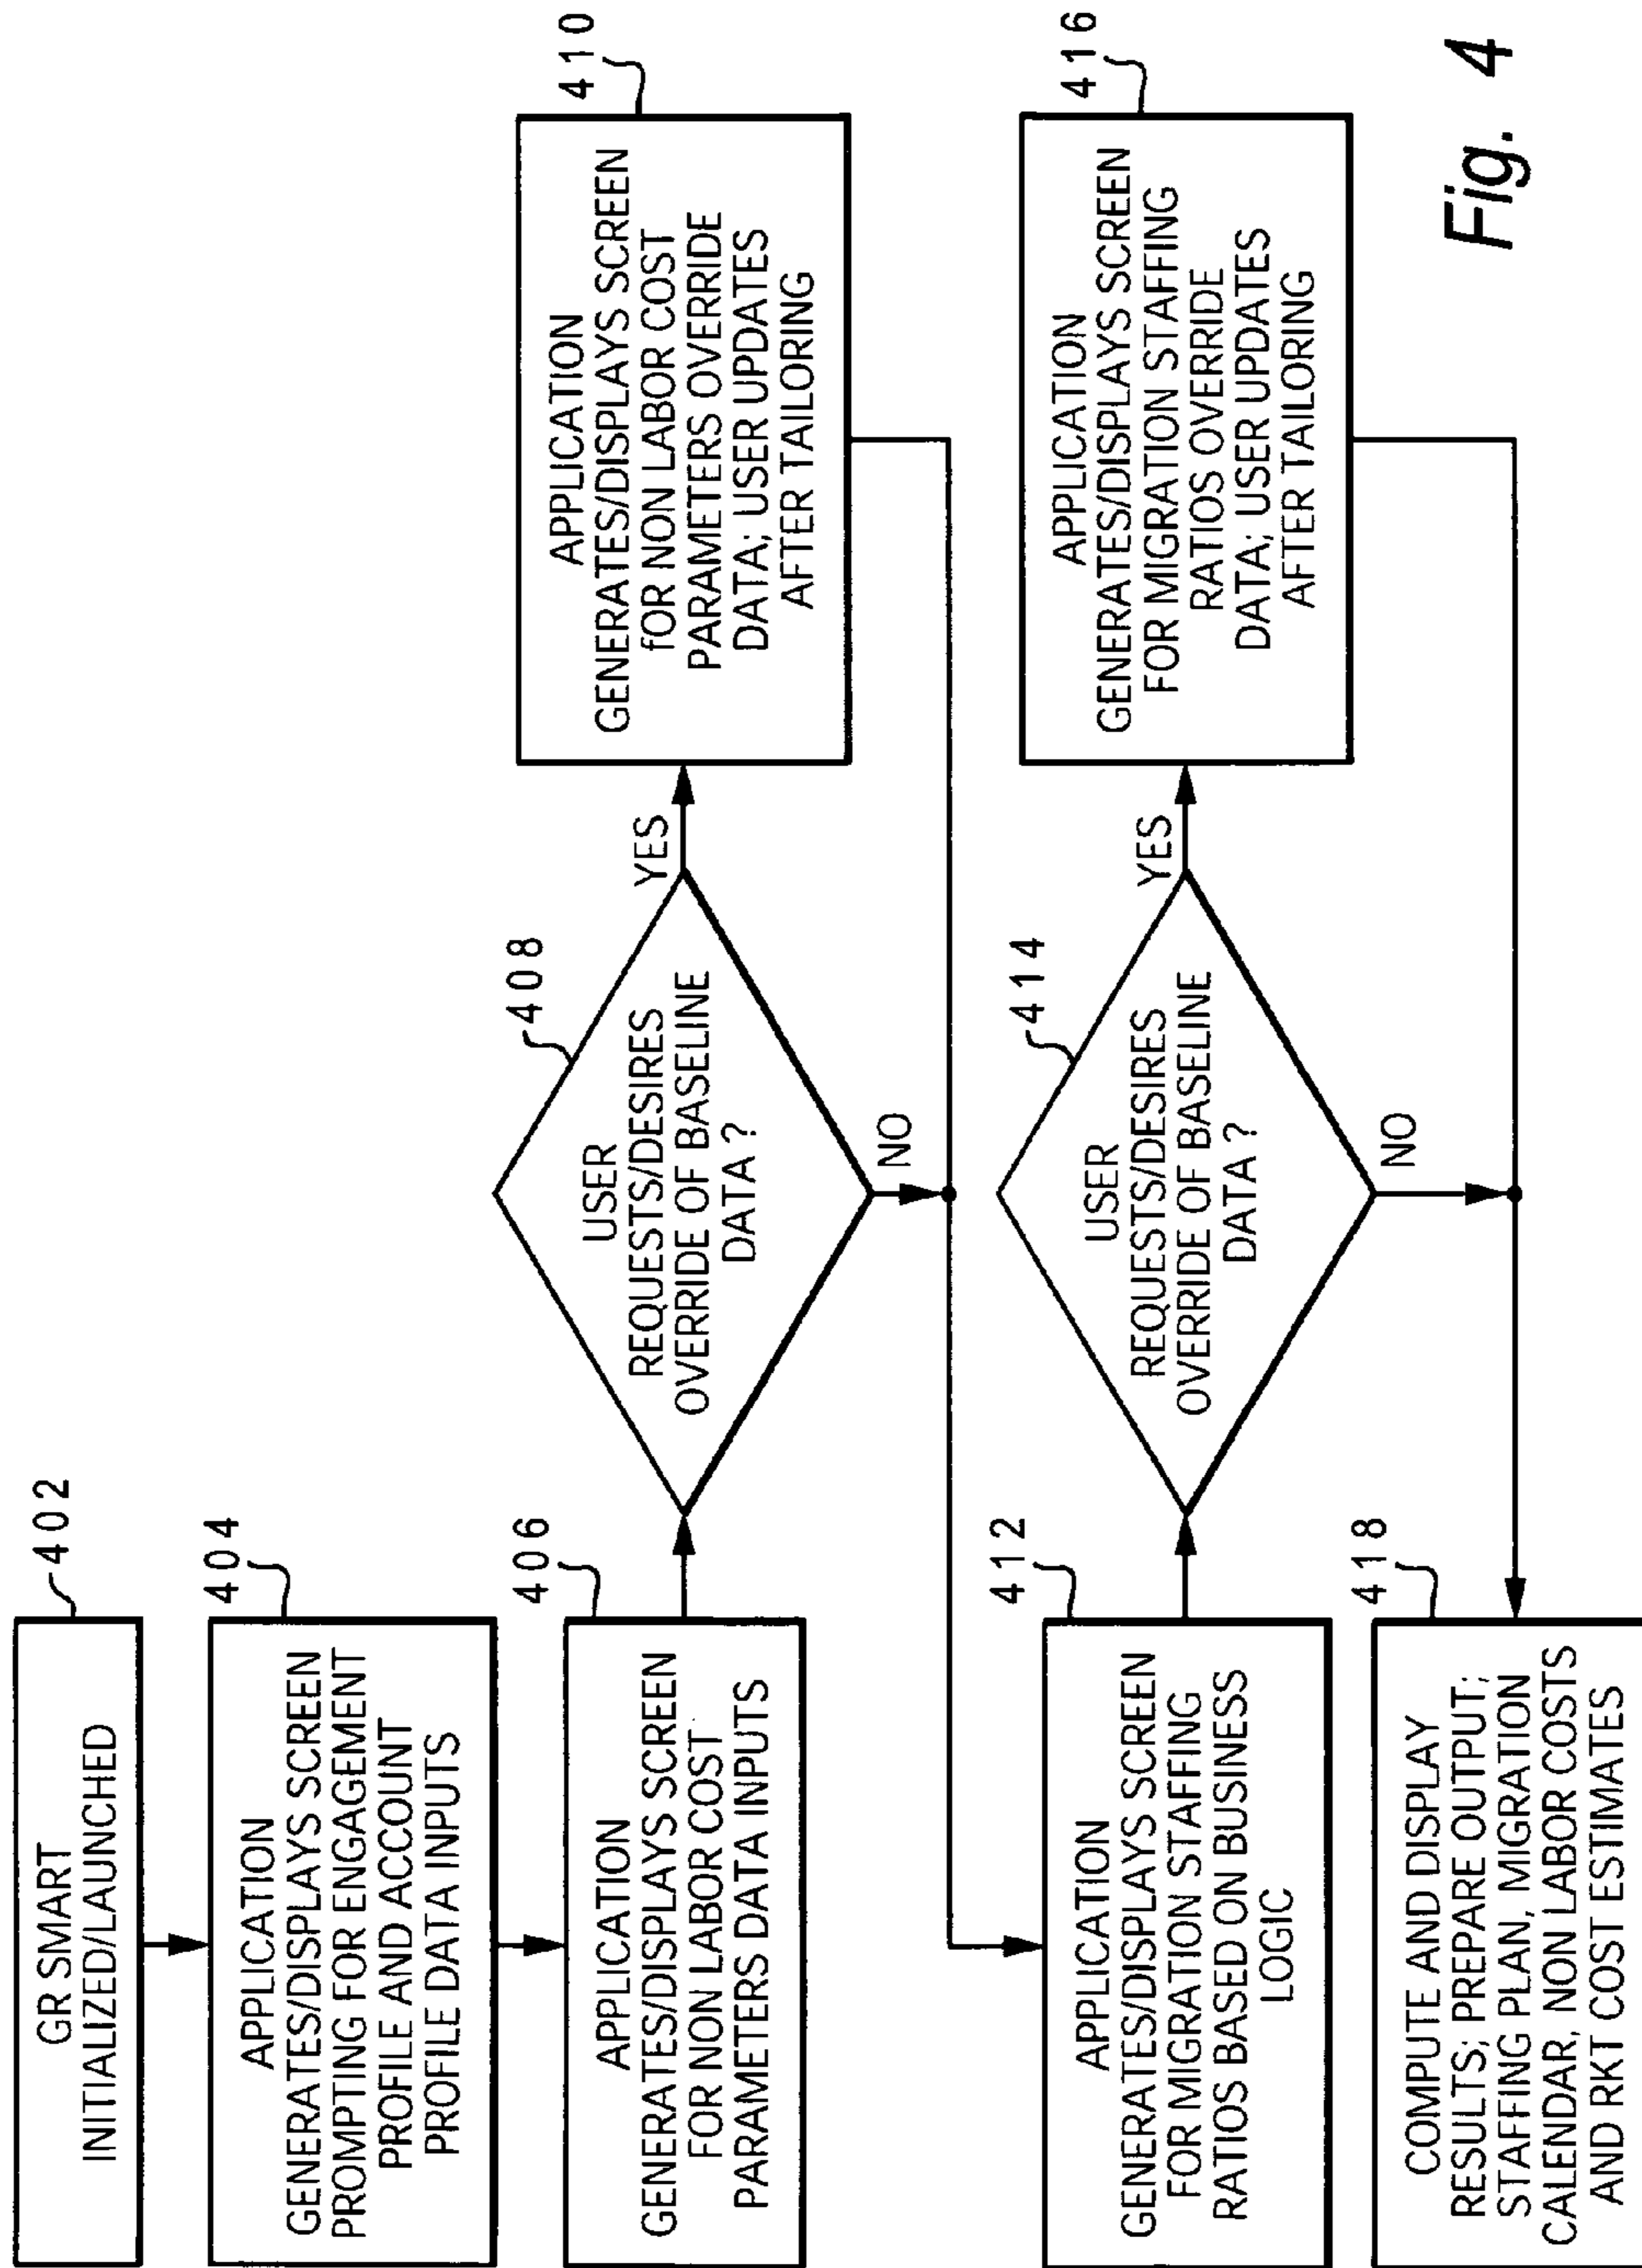 402
GR SMART
INITIALIZED/LAUNCHED
404
APPLICATION
GENERATES/DISPLAYS SCREEN
PROMPTING FOR ENGAGEMENT
PROFILE AND ACCOUNT
PROFILE DATA INPUTS
406
APPLICATION
GENERATES/DISPLAYS SCREEN
FOR NON LABOR COST
PARAMETERS DATA INPUTS
408
USER
REQUESTS/DESIRES
OVERRIDE OF BASELINE
DATA ?
YES
NO
410
APPLICATION
GENERATES/DISPLAYS SCREEN
fOR NON LABOR COST
PARAMETERS OVERRIDE
DATA; USER UPDATES
AFTER TAILORING
412
APPLICATION
GENERATES/DISPLAYS SCREEN
FOR MIGRATION STAFFING
RATIOS BASED ON BUSINESS
LOGIC
414
USER
REQUESTS/DESIRES
OVERRIDE OF BASELINE
DATA ?
YES
NO
416
APPLICATION
GENERATES/DISPLAYS SCREEN
FOR MIGRATION STAFFING
RATIOS OVERRIDE
DATA; USER UPDATES
AFTER TAILORING
418
COMPUTE AND DISPLAY
RESULTS; PREPARE OUTPUT;
STAFFING PLAN, MIGRATION
CALENDAR, NON LABOR COSTS
AND RKT COST ESTIMATES
Fig. 4